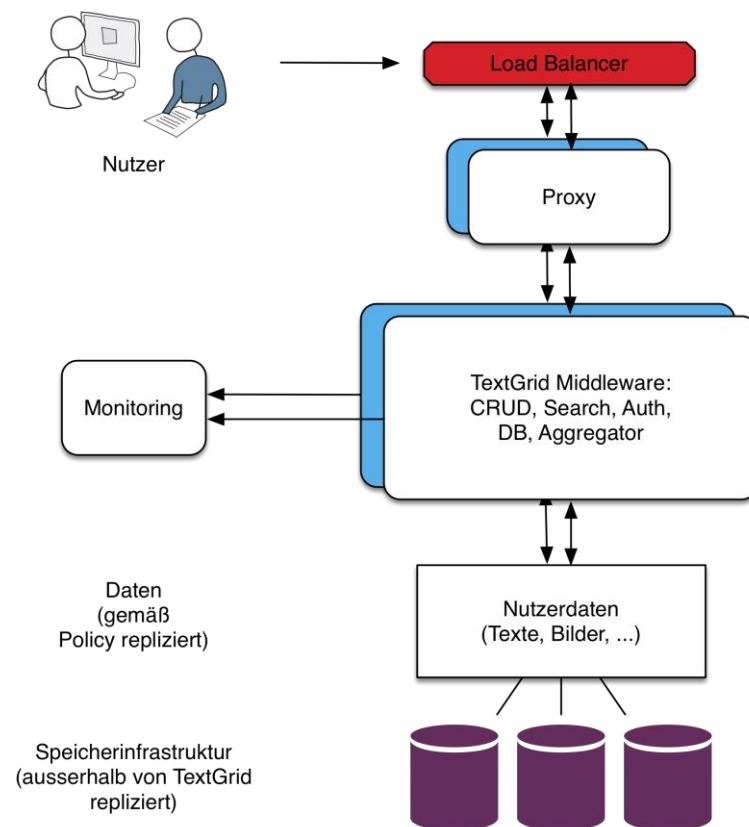 Load Balancer
Nutzer
Proxy
TextGrid Middleware:
CRUD, Search, Auth,
DB, Aggregator
Monitoring
Daten
(gemäß
Policy repliziert)
Nutzerdaten
(Texte, Bilder, ...)
Speicherinfrastruktur
(ausserhalb von TextGrid
repliziert)